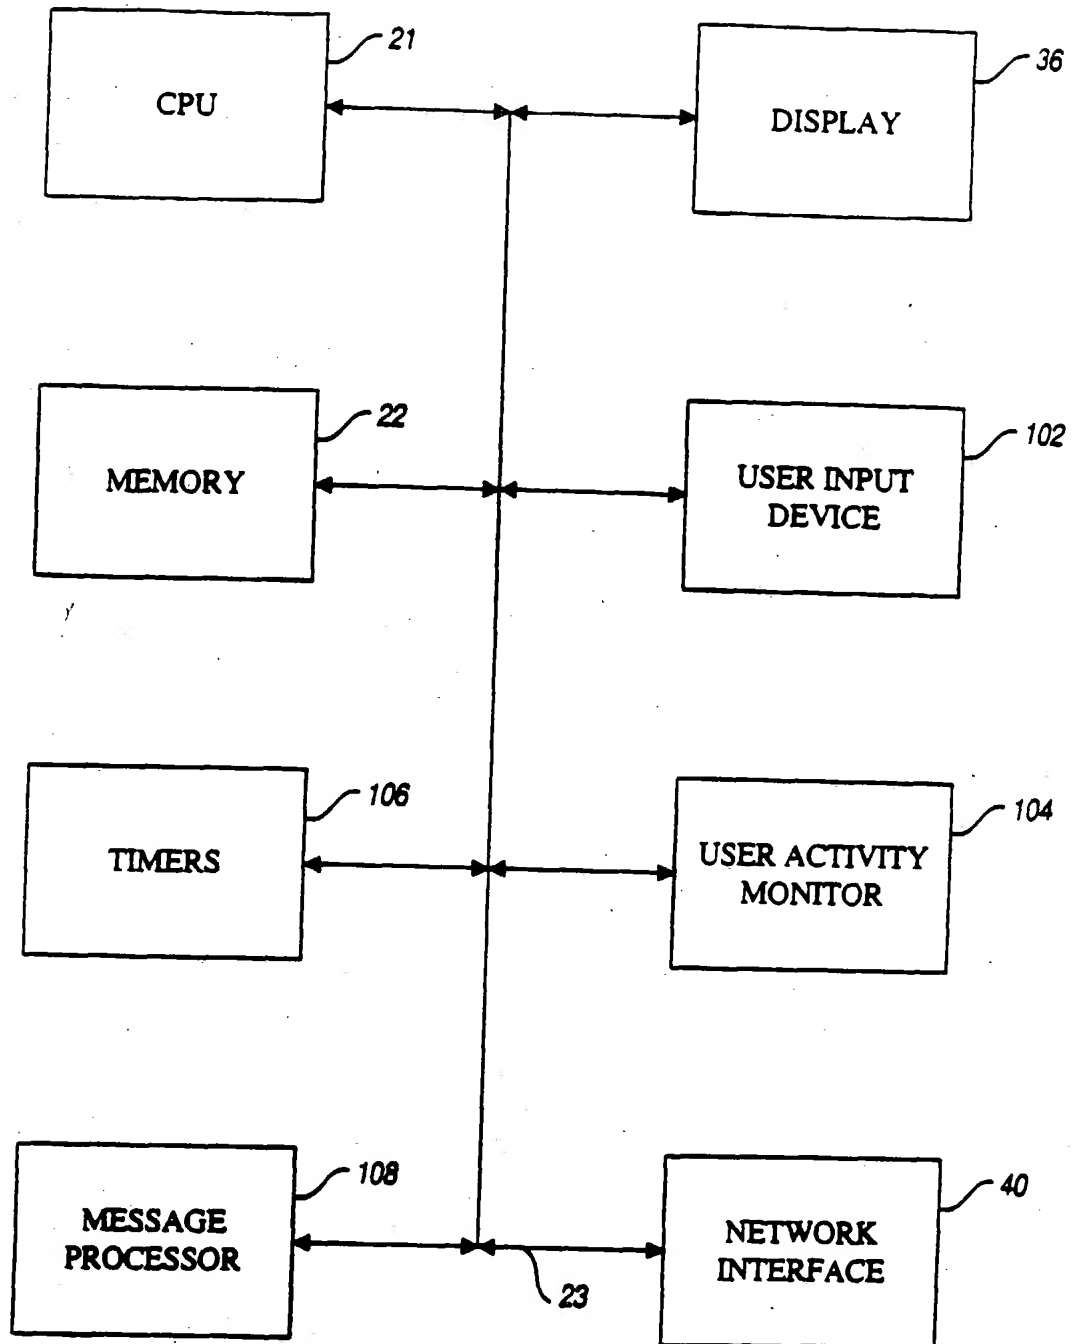 21
CPU
36
DISPLAY
22
MEMORY
102
USER INPUT
DEVICE
106
TIMERS
104
USER ACTIVITY
MONITOR
108
MESSAGE
PROCESSOR
40
NETWORK
INTERFACE
23